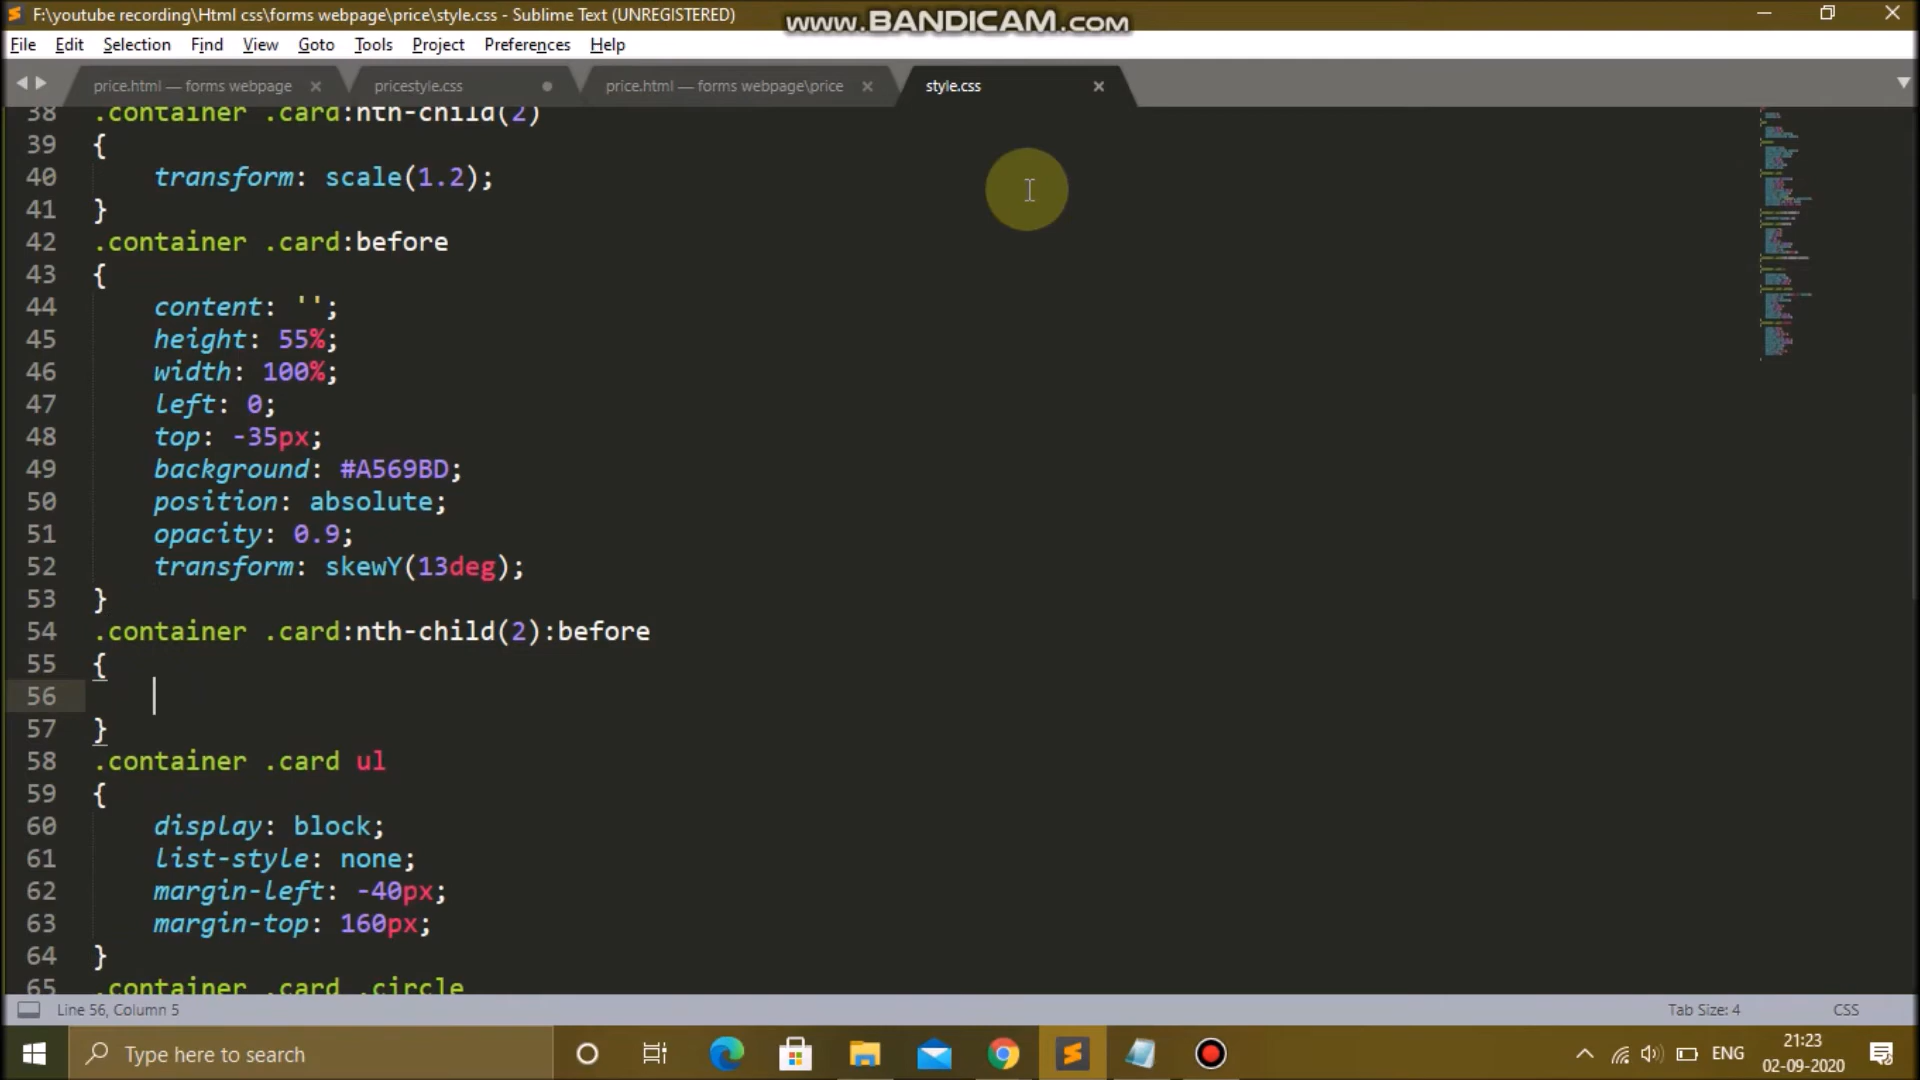 F:\youtube recording\Html css\forms webpage\price\style.css - Sublime Text (UNREGISTERED)
www.BANDICAM.com
File Edit Selection Find View Goto Tools Project Preferences Help
price.html — forms webpage pricestyle.css price.html — forms webpage\price style.css
38 .container .card:nth-child(2)
39 {
40 transform: scale(1.2);
41 }
42 .container .card:before
43 {
44 content: '';
45 height: 55%;
46 width: 100%;
47 left: 0;
48 top: -35px;
49 background: #A569BD;
50 position: absolute;
51 opacity: 0.9;
52 transform: skewY(13deg);
53 }
54 .container .card:nth-child(2):before
55 {
56
57 }
58 .container .card ul
59 {
60 display: block;
61 list-style: none;
62 margin-left: -40px;
63 margin-top: 160px;
64 }
65 .container .card .circle
Line 56, Column 5 Tab Size: 4 CSS
Type here to search ENG 21:23
02-09-2020